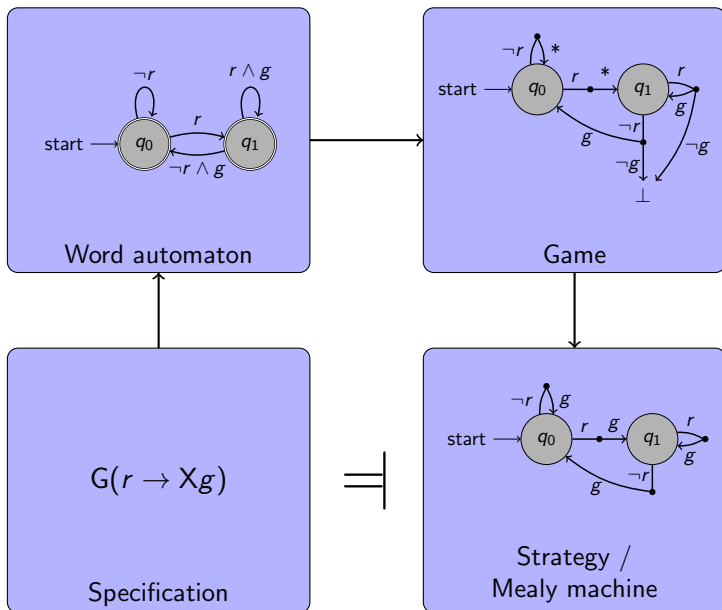 ¬r
r ∧ g
start
q₀
r
q₁
¬r ∧ g
Word automaton
¬r
*
start
q₀
r
*
q₁
r
g
g
¬r
¬g
¬g
⊥
Game
G(r → Xg)
Specification
⊨
¬r
g
start
q₀
r
g
q₁
r
g
g
¬r
Strategy /
Mealy machine